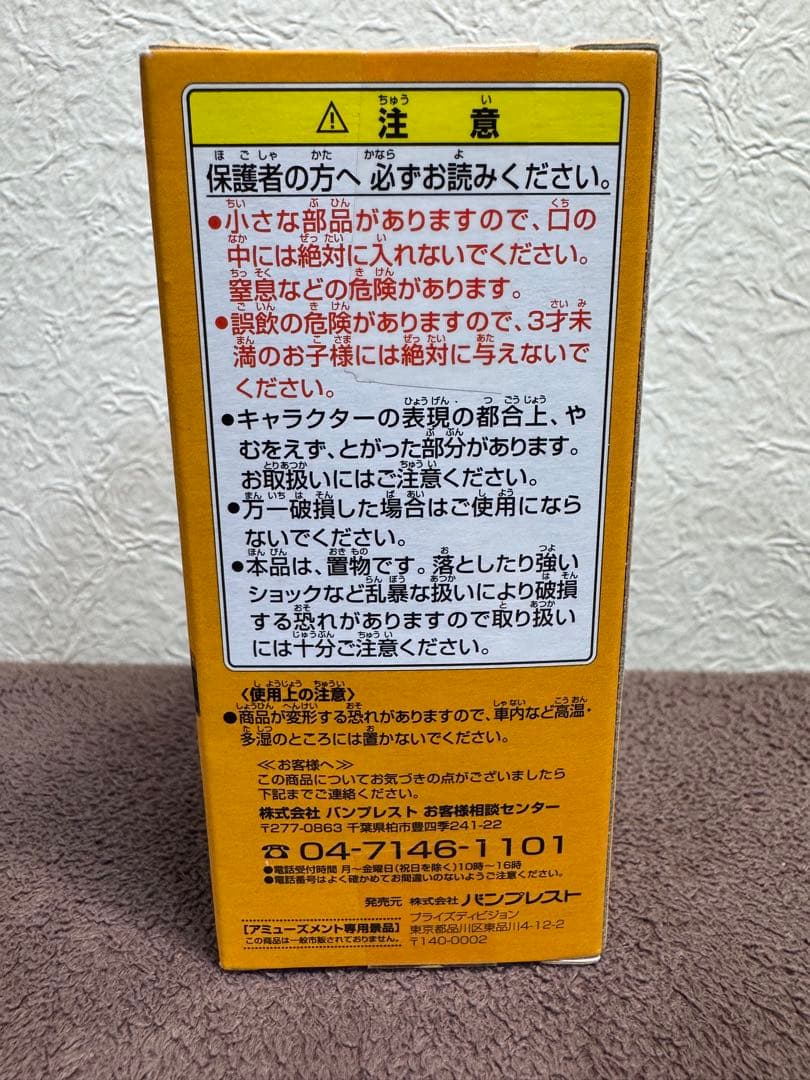 ⚠ 注意
保護者の方へ 必ずお読みください。
●小さな部品がありますので、口の
中には絶対に入れないでください。
窒息などの危険があります。
●誤飲の危険がありますので、3才未
満のお子様には絶対に与えないで
ください。
●キャラクターの表現の都合上、や
むをえず、とがった部分があります。
お取扱いにはご注意ください。
●万一破損した場合はご使用になら
ないでください。
●本品は、置物です。落としたり強い
ショックなど乱暴な扱いにより破損
する恐れがありますので取り扱い
には十分ご注意ください。
〈使用上の注意〉
●商品が変形する恐れがありますので、車内など高温・
多湿のところには置かないでください。
≪お客様へ≫
この商品についてお気づきの点がございましたら
下記までご連絡ください。
株式会社 バンプレスト お客様相談センター
〒277-0863 千葉県柏市豊四季241-22
☎ 04-7146-1101
●電話受付時間 月～金曜日(祝日を除く)10時～16時
●電話番号はよく確かめてお間違いのないようご注意ください。
発売元 株式会社 バンプレスト
プライズディビジョン
東京都品川区東品川4-12-2
〒140-0002
[アミューズメント専用景品]
この商品は一般市販されておりません。